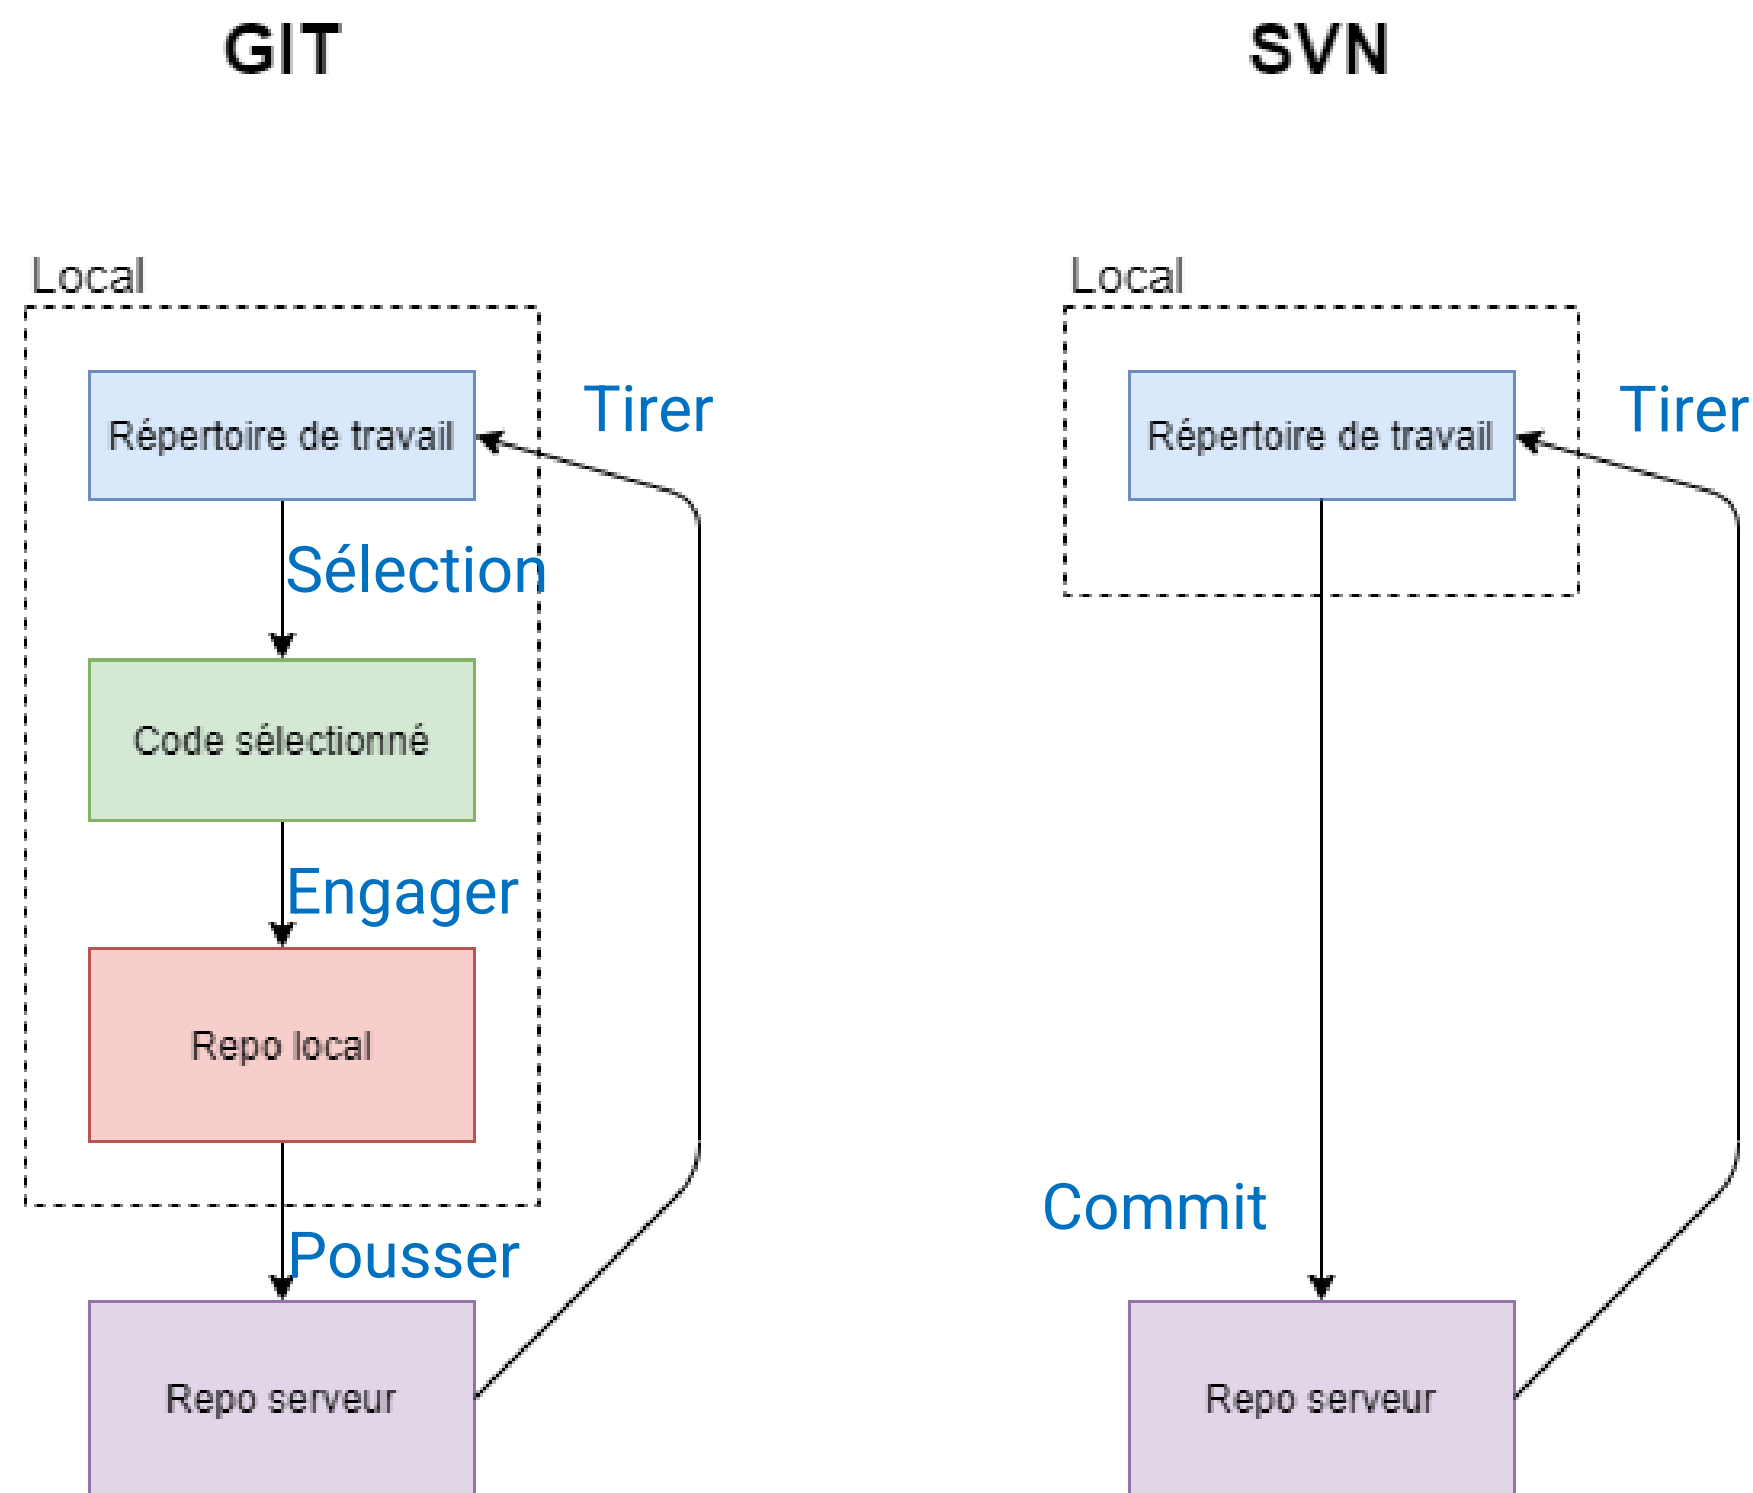 GIT
Local
Répertoire de travail
Tirer
Sélection
Code sélectionné
Engager
Repo local
Pousser
Repo serveur
SVN
Local
Répertoire de travail
Tirer
Commit
Repo serveur